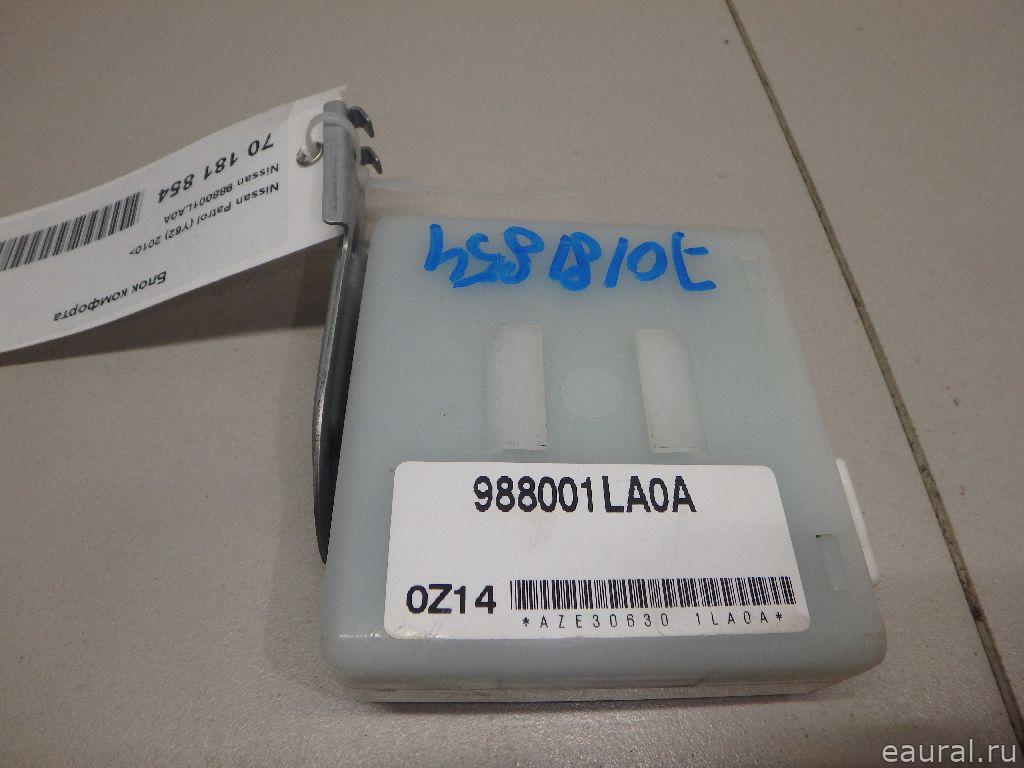 70 181 854
Nissan 988001LA0A
Nissan Patrol (Y62) 2010>
Блок комфорта
70181854
988001LA0A
0Z14
*AZE30630 1LA0A*
eaural.ru